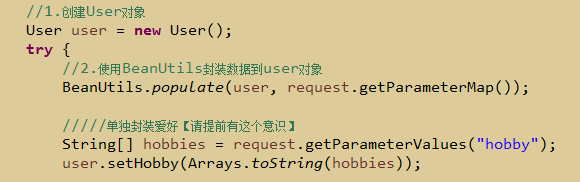 //1.创建User对象
User user = new User();
try {
//2.使用BeanUtils封装数据到user对象
BeanUtils.populate(user, request.getParameterMap());
/////单独封装爱好【请提前有这个意识】
String[] hobbies = request.getParameterValues("hobby");
user.setHobby(Arrays.toString(hobbies));